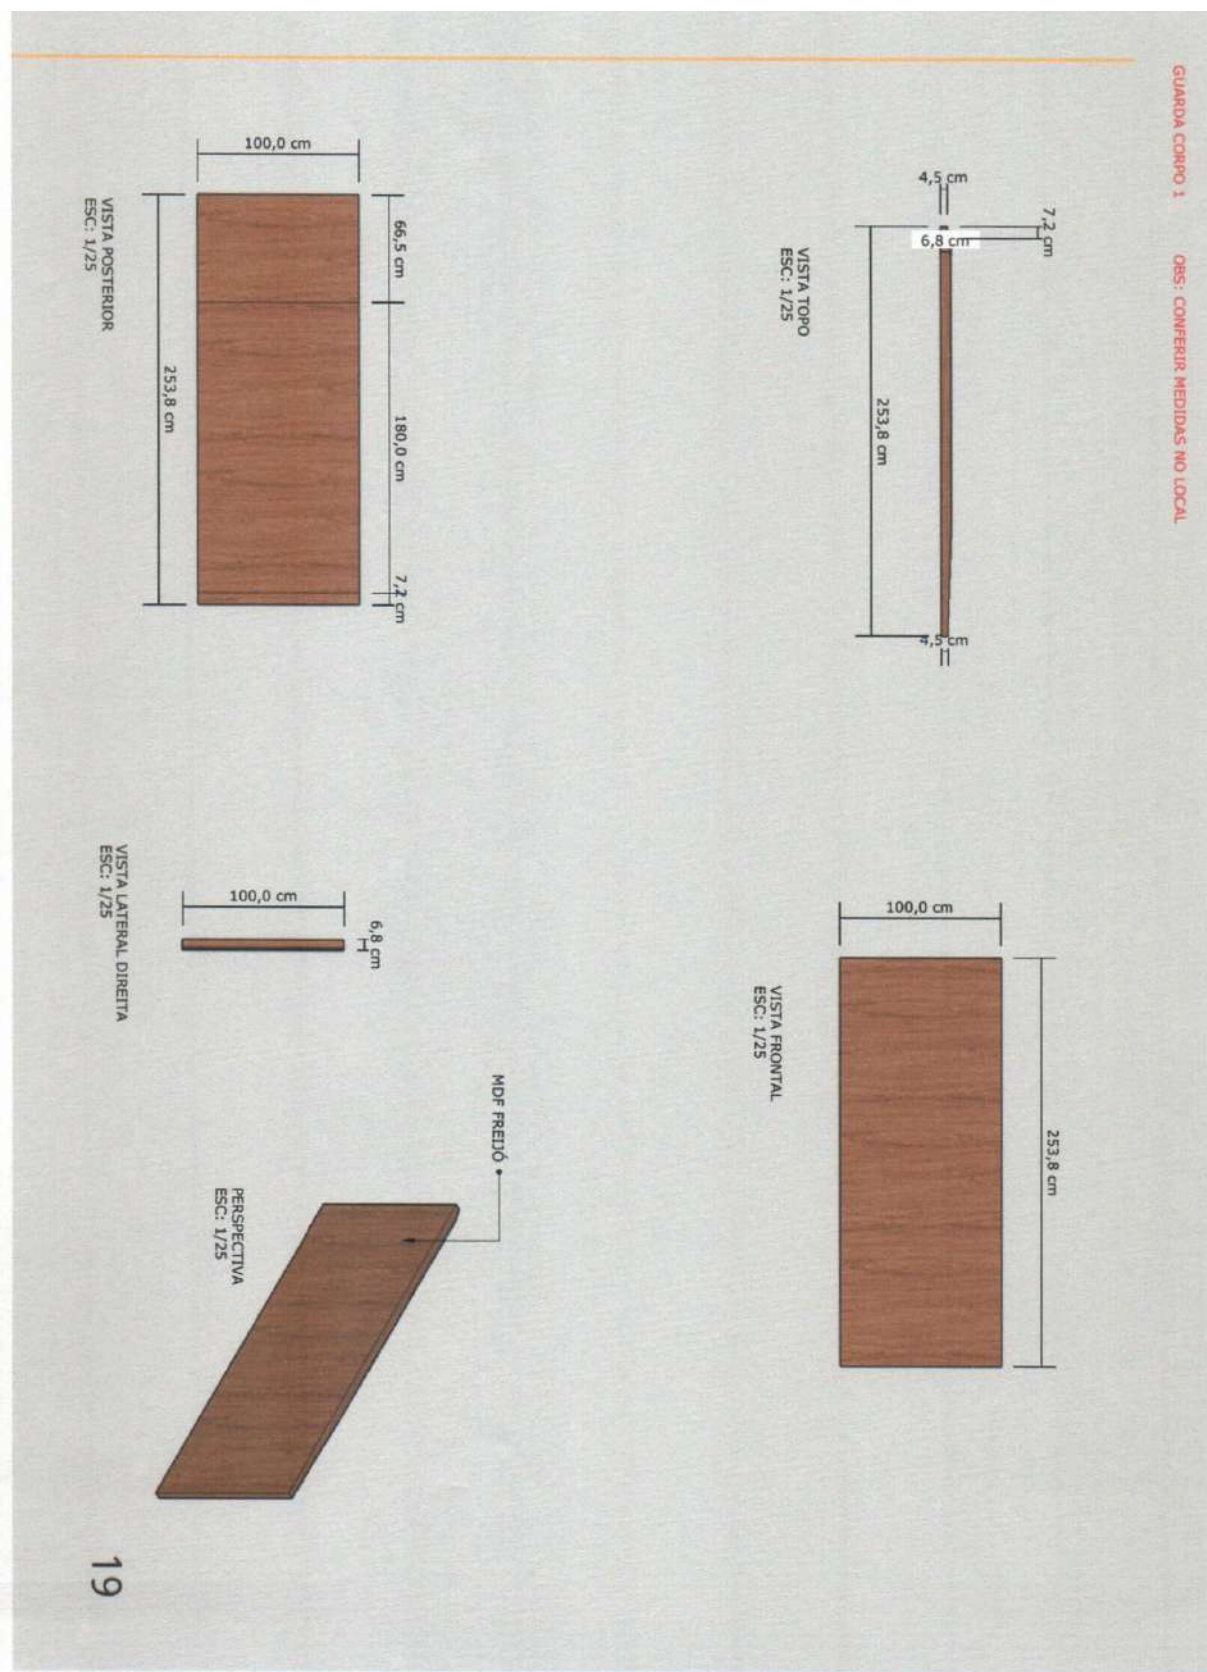 GUARDA CORPO 1 OBS: CONFERIR MEDIDAS NO LOCAL
7,2 cm
4,5 cm
6,8 cm
253,8 cm
4,5 cm
VISTA TOPO
ESC: 1/25
253,8 cm
100,0 cm
VISTA FRONTAL
ESC: 1/25
66,5 cm
180,0 cm
7,2 cm
100,0 cm
253,8 cm
VISTA POSTERIOR
ESC: 1/25
6,8 cm
100,0 cm
VISTA LATERAL DIREITA
ESC: 1/25
MDF FREIJÓ
PERSPECTIVA
ESC: 1/25
19